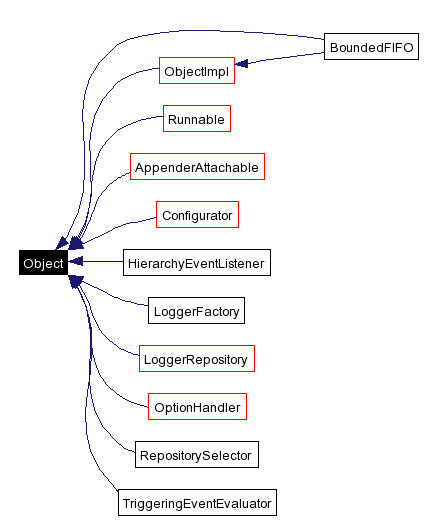 BoundedFIFO
ObjectImpl
Runnable
AppenderAttachable
Configurator
Object
HierarchyEventListener
LoggerFactory
LoggerRepository
OptionHandler
RepositorySelector
TriggeringEventEvaluator